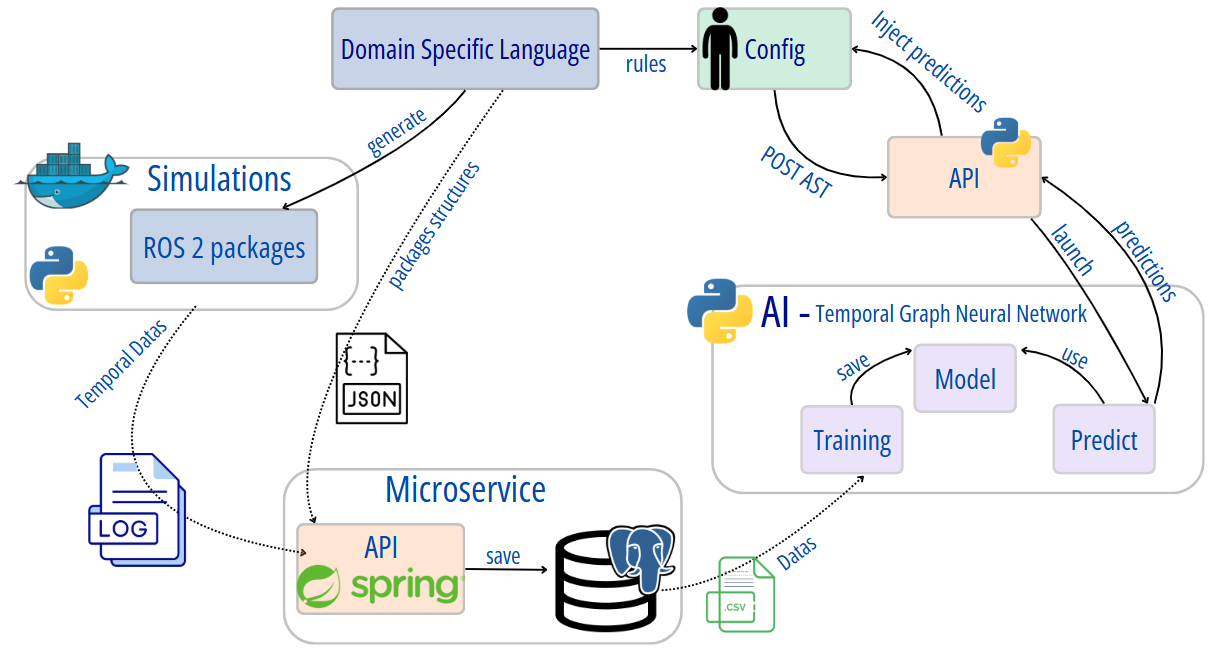 Domain Specific Language
rules
Config
Inject predictions
generate
POST AST
API
Simulations
ROS 2 packages
packages structures
launch
predictions
AI - Temporal Graph Neural Network
Temporal Datas
{---}
JSON
save
Model
use
Training
Predict
LOG
Microservice
API
spring
save
Datas
.CSV